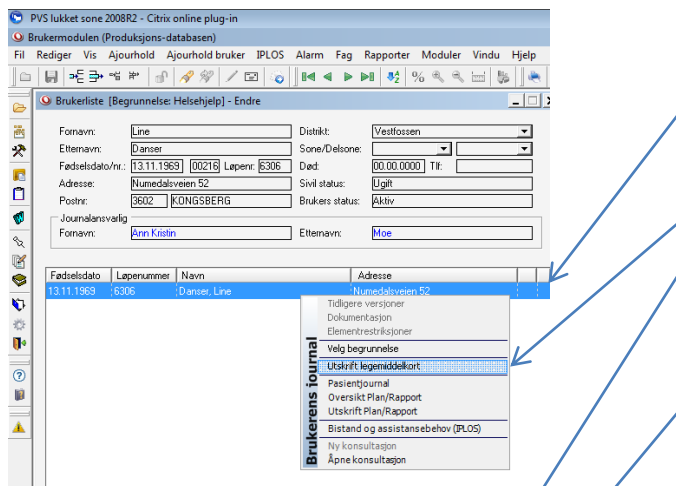 PVS lukket sone 2008R2 - Citrix online plug-in
Brukermodulen (Produksjons-databasen)
Fil Rediger Vis Ajourhold Ajourhold bruker IPLOS Alarm Fag Rapporter Moduler Vindu Hjelp
Brukerliste [Begrunnelse: Helsehjelp] - Endre
Fornavn: Line Distrikt: Vestfossen
Etternavn: Danser Sone/Delsone:
Fødselsdato/nr.: 13.11.1969 00216 Løpenr: 6306 Død: 00.00.0000 Tlf:
Adresse: Numedalsveien 52 Sivil status: Ugift
Postnr: 3602 KONGSBERG Brukers status: Aktiv
Journalansvarlig
Fornavn: Ann Kristin Etternavn: Moe
Fødselsdato Løpenummer Navn Adresse
13.11.1969 6306 Danser, Line Numedalsveien 52
Brukerens journal
Tidligere versjoner
Dokumentasjon
Elementrestriksjoner
Velg begrunnelse
Utskrift legemiddelkort
Pasientjournal
Oversikt Plan/Rapport
Utskrift Plan/Rapport
Bistand og assistansebehov (IPLOS)
Ny konsultasjon
Åpne konsultasjon